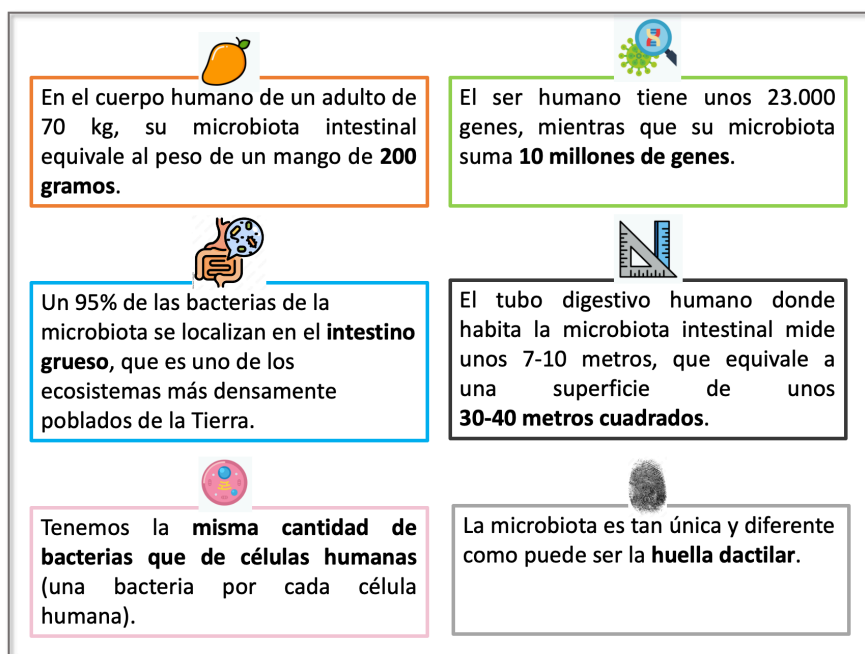 En el cuerpo humano de un adulto de
70 kg, su microbiota intestinal
equivale al peso de un mango de 200
gramos.
El ser humano tiene unos 23.000
genes, mientras que su microbiota
suma 10 millones de genes.
Un 95% de las bacterias de la
microbiota se localizan en el intestino
grueso, que es uno de los
ecosistemas más densamente
poblados de la Tierra.
El tubo digestivo humano donde
habita la microbiota intestinal mide
unos 7-10 metros, que equivale a
una superficie de unos
30-40 metros cuadrados.
Tenemos la misma cantidad de
bacterias que de células humanas
(una bacteria por cada célula
humana).
La microbiota es tan única y diferente
como puede ser la huella dactilar.